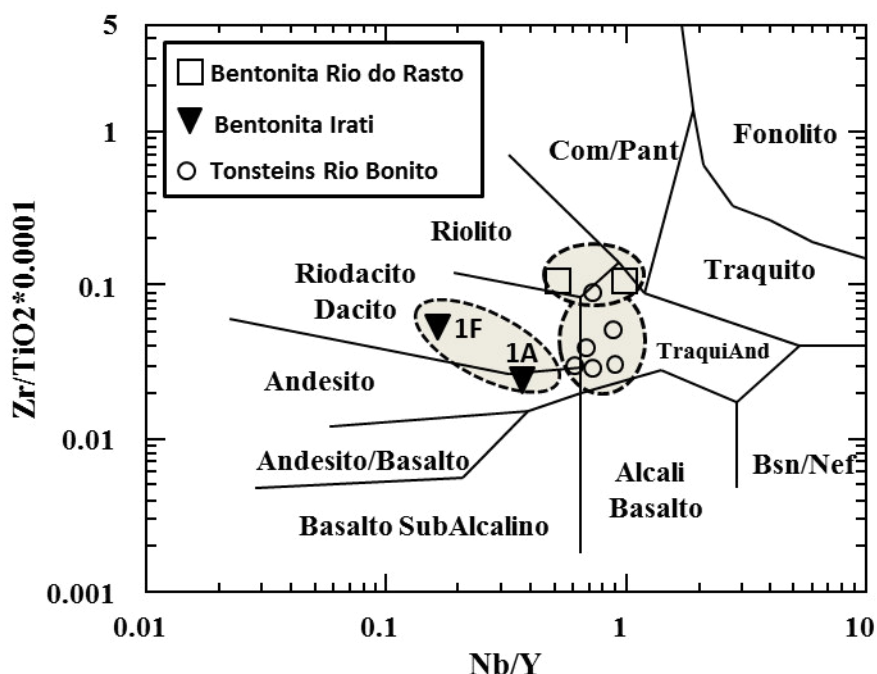 5
1
0.1
0.01
0.001
Zr/TiO2*0.0001
Bentonita Rio do Rasto
Bentonita Irati
Tonsteins Rio Bonito
Com/Pant
Fonolito
Riolito
Traquito
Riodacito
Dacito
1F
1A
TraquiAnd
Andesito
Andesito/Basalto
Alcali
Basalto
Bsn/Nef
Basalto SubAlcalino
0.01
0.1
1
10
Nb/Y